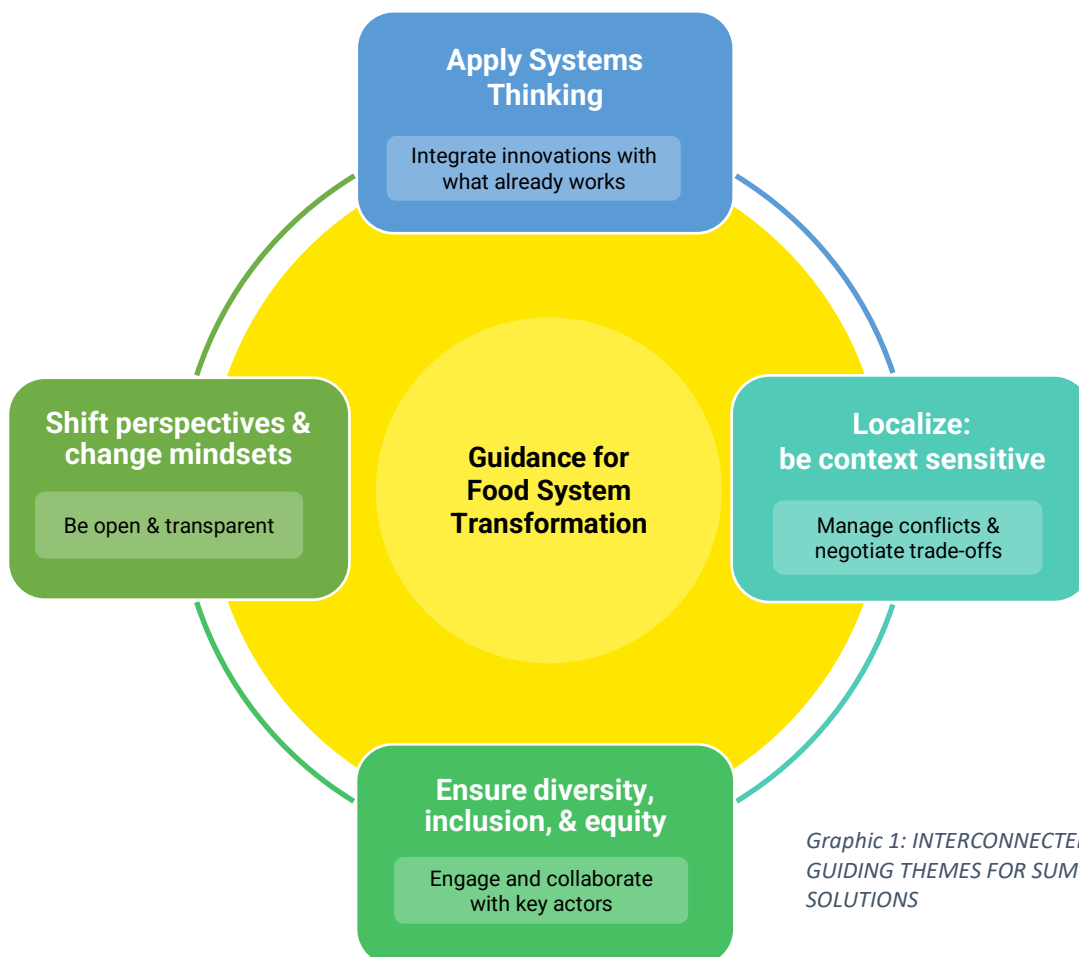 Apply Systems
Thinking
Integrate innovations with
what already works
Shift perspectives &
change mindsets
Be open & transparent
Guidance for
Food System
Transformation
Localize:
be context sensitive
Manage conflicts &
negotiate trade-offs
Ensure diversity,
inclusion, & equity
Engage and collaborate
with key actors
Graphic 1:
GUIDING THEMES FOR
SOLUTIONS